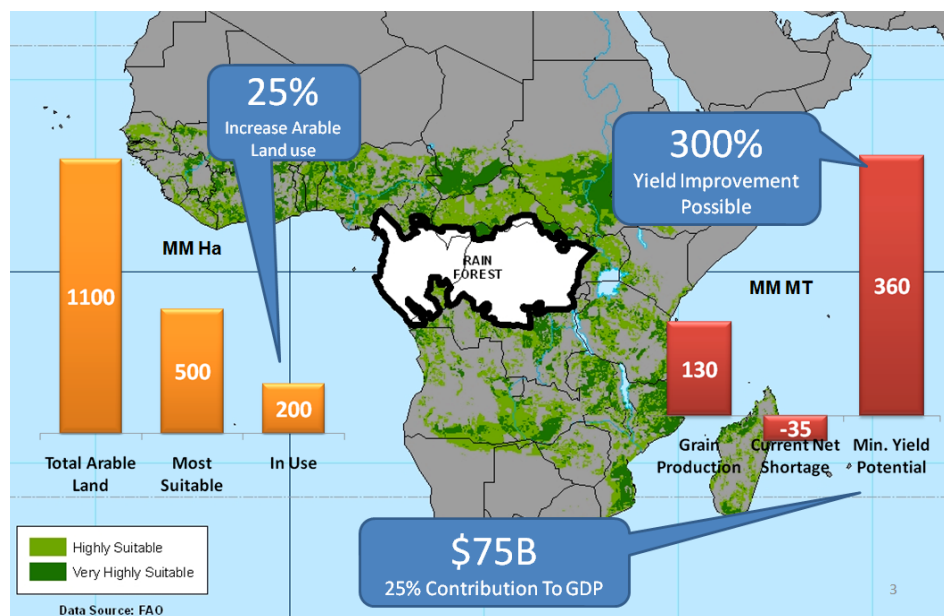 25%
Increase Arable
Land use
300%
Yield Improvement
Possible
MM Ha
RAIN
FOREST
MM MT
1100
500
200
130
-35
360
Total Arable
Land
Most
Suitable
In Use
Grain
Production
Current Net
Shortage
Min. Yield
Potential
Highly Suitable
Very Highly Suitable
$75B
25% Contribution To GDP
3
Data Source: FAO